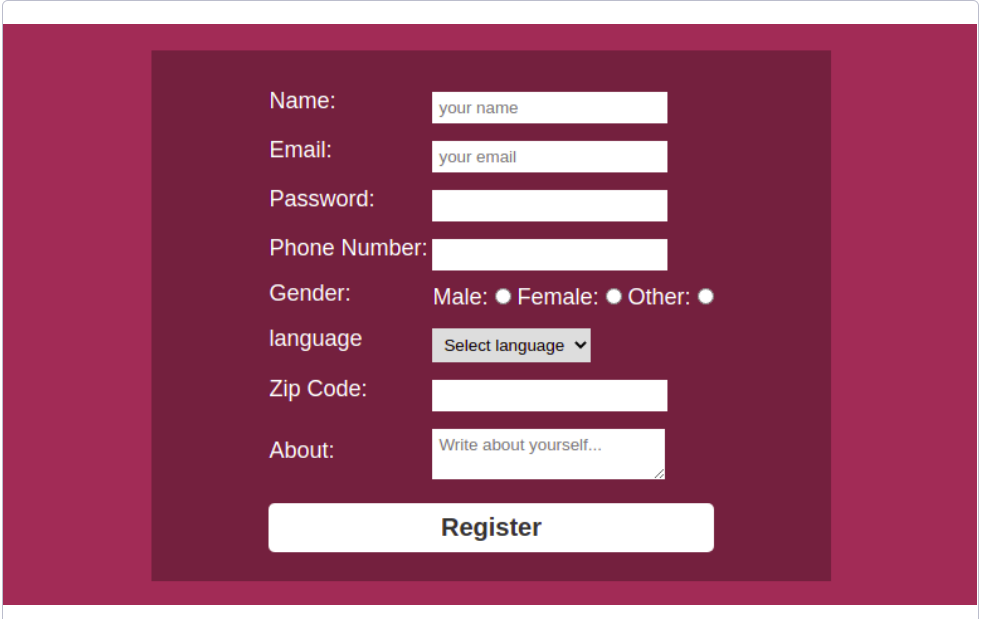 Name: your name
Email: your email
Password:
Phone Number:
Gender: Male: Female: Other:
language Select language
Zip Code:
About: Write about yourself...
Register